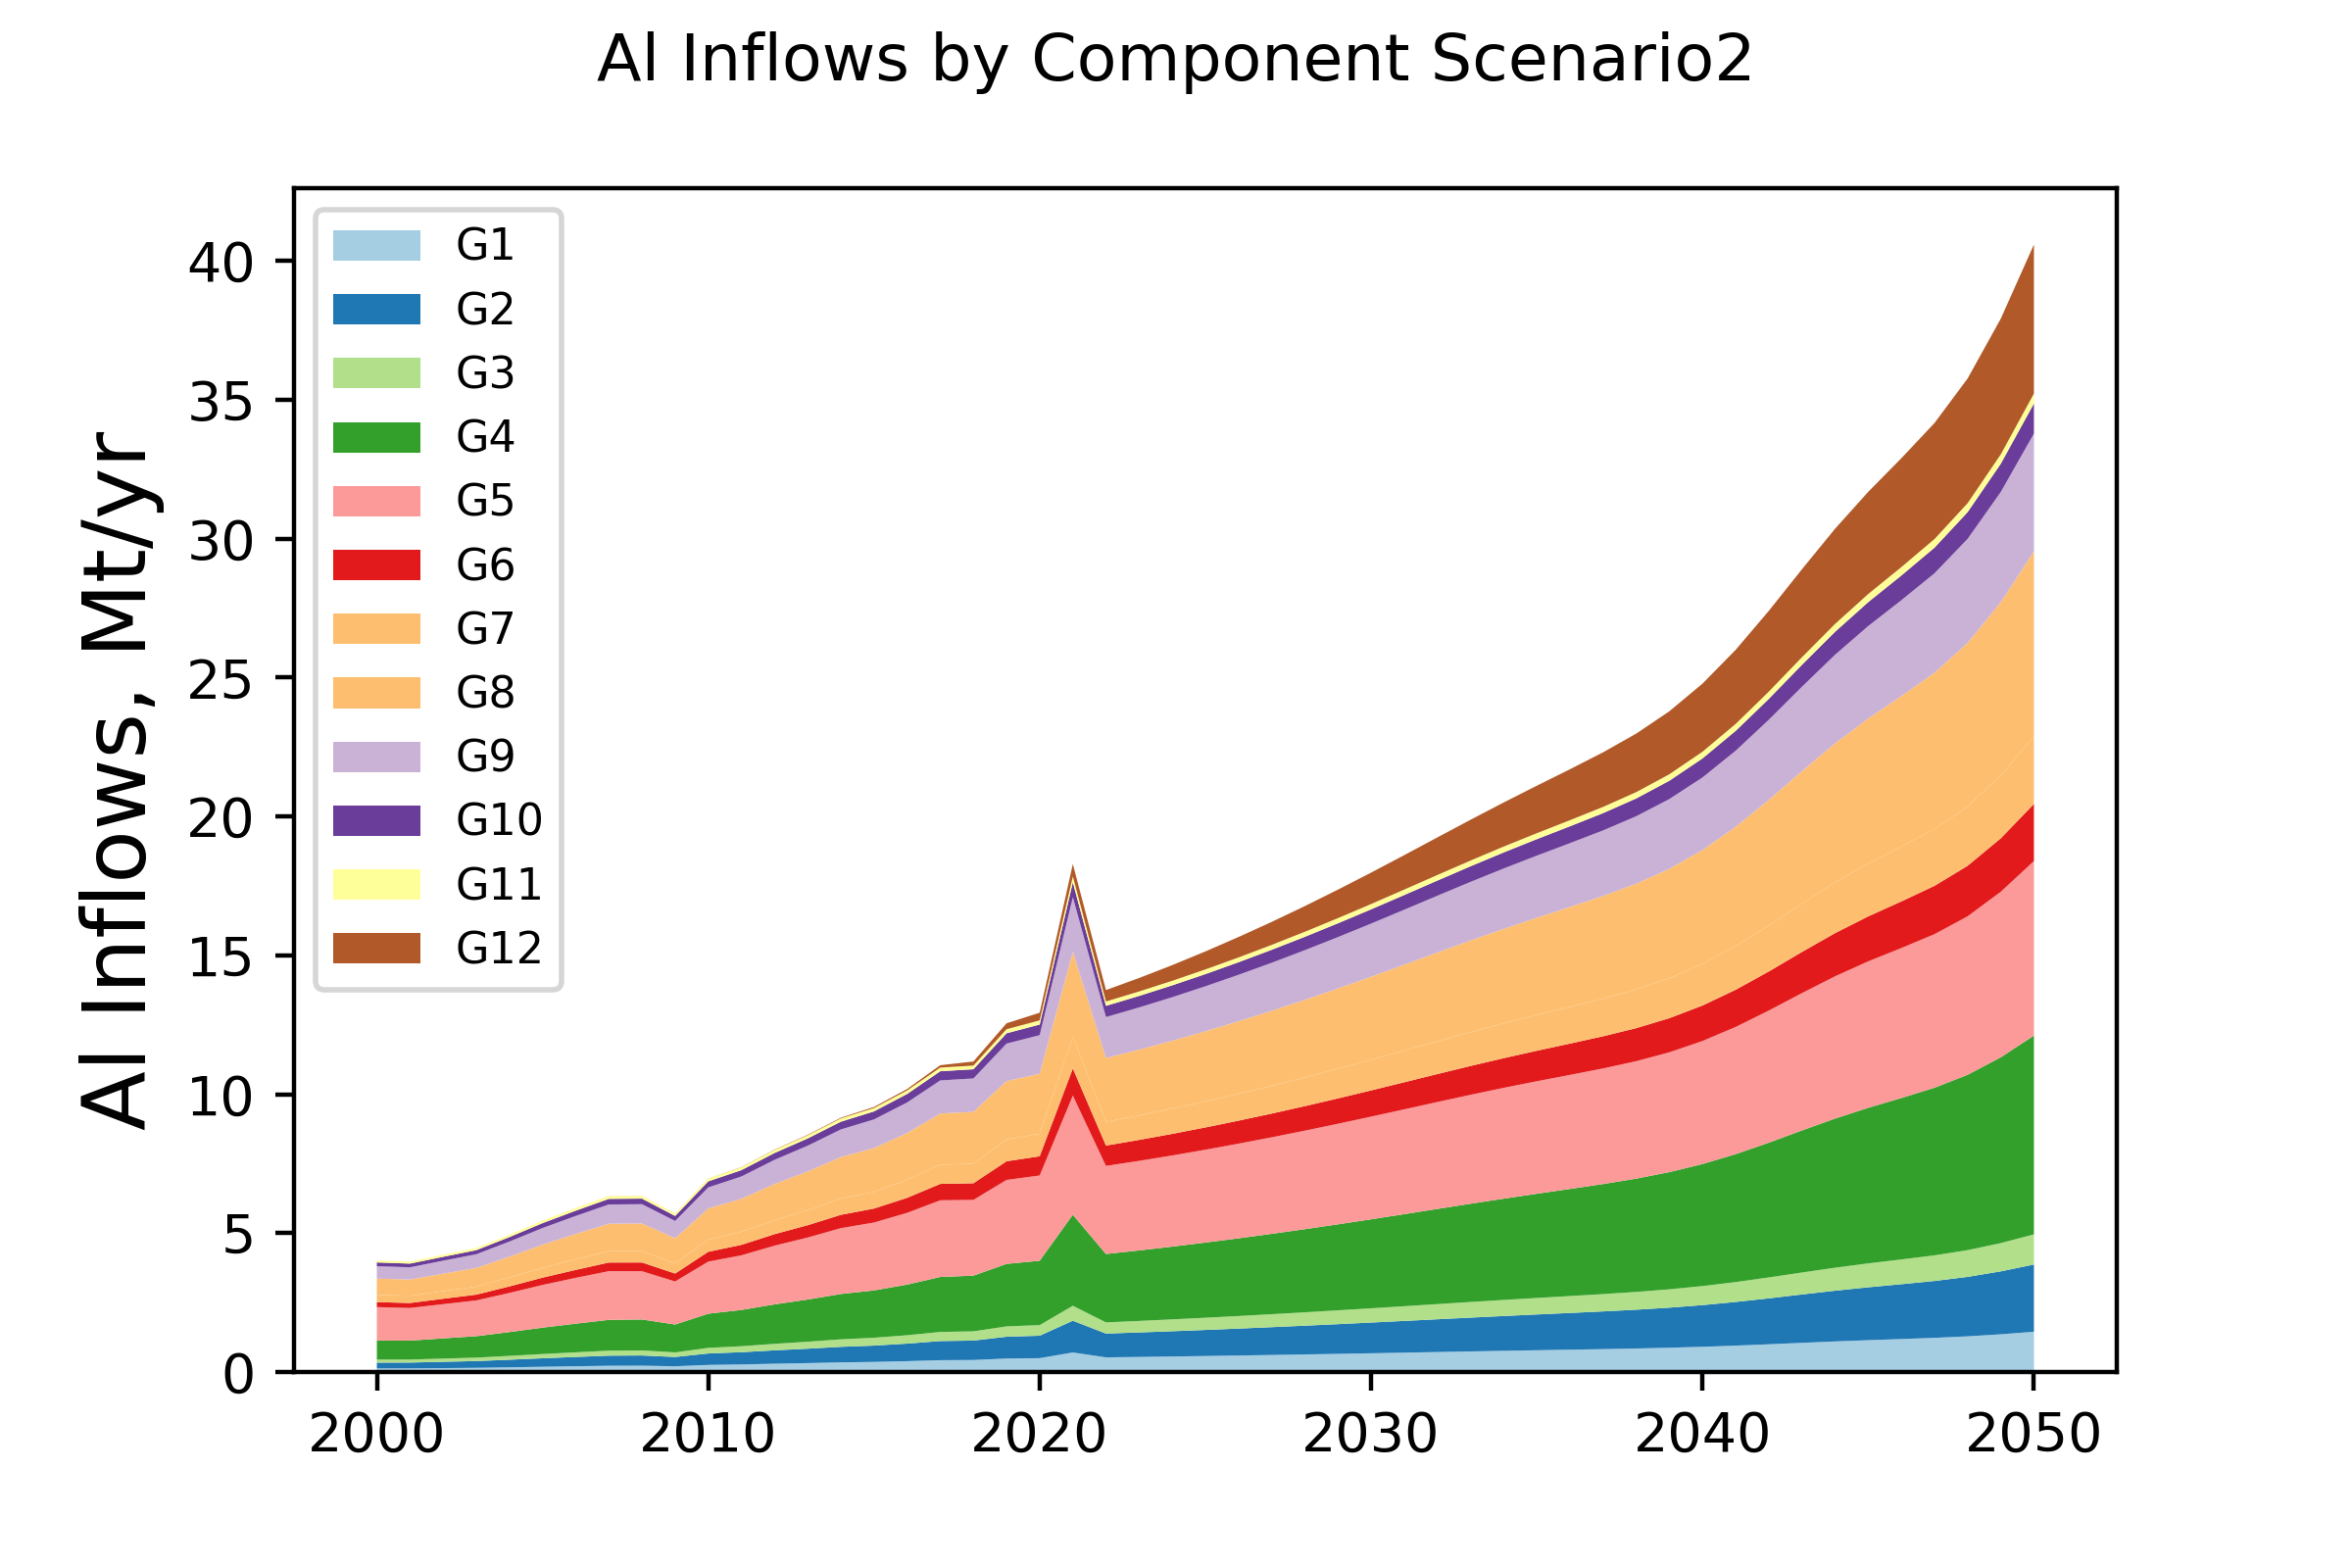 Al Inflows by Component Scenario2
Al Inflows, Mt/yr
40
35
30
25
20
15
10
5
0
G1
G2
G3
G4
G5
G6
G7
G8
G9
G10
G11
G12
2000 2010 2020 2030 2040 2050